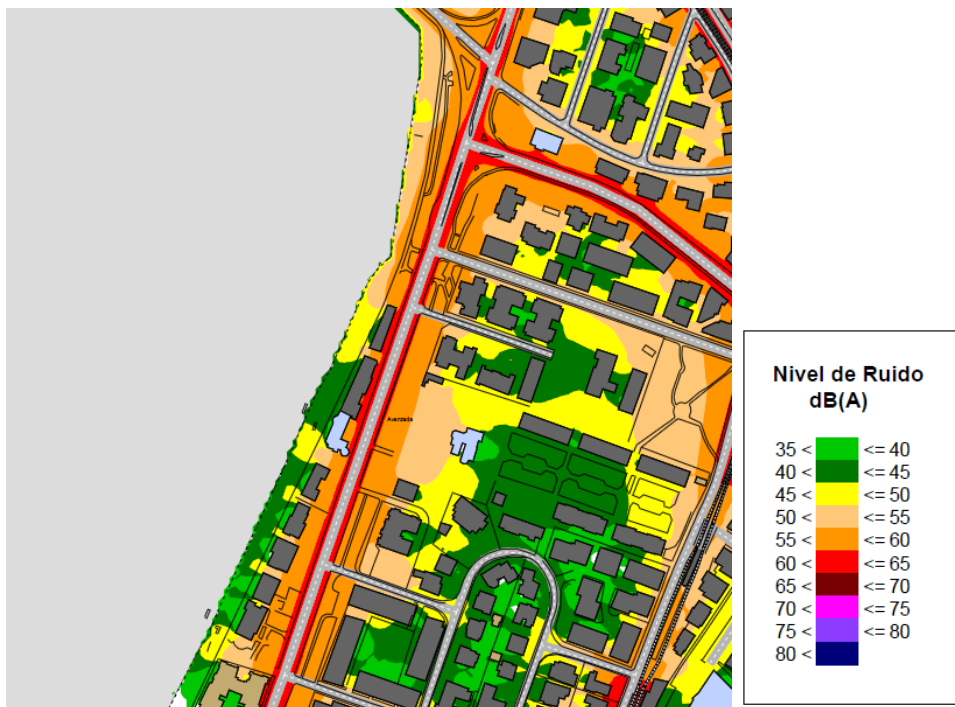 Avanzada
Nivel de Ruido
dB(A)
35 < <= 40
40 < <= 45
45 < <= 50
50 < <= 55
55 < <= 60
60 < <= 65
65 < <= 70
70 < <= 75
75 < <= 80
80 <